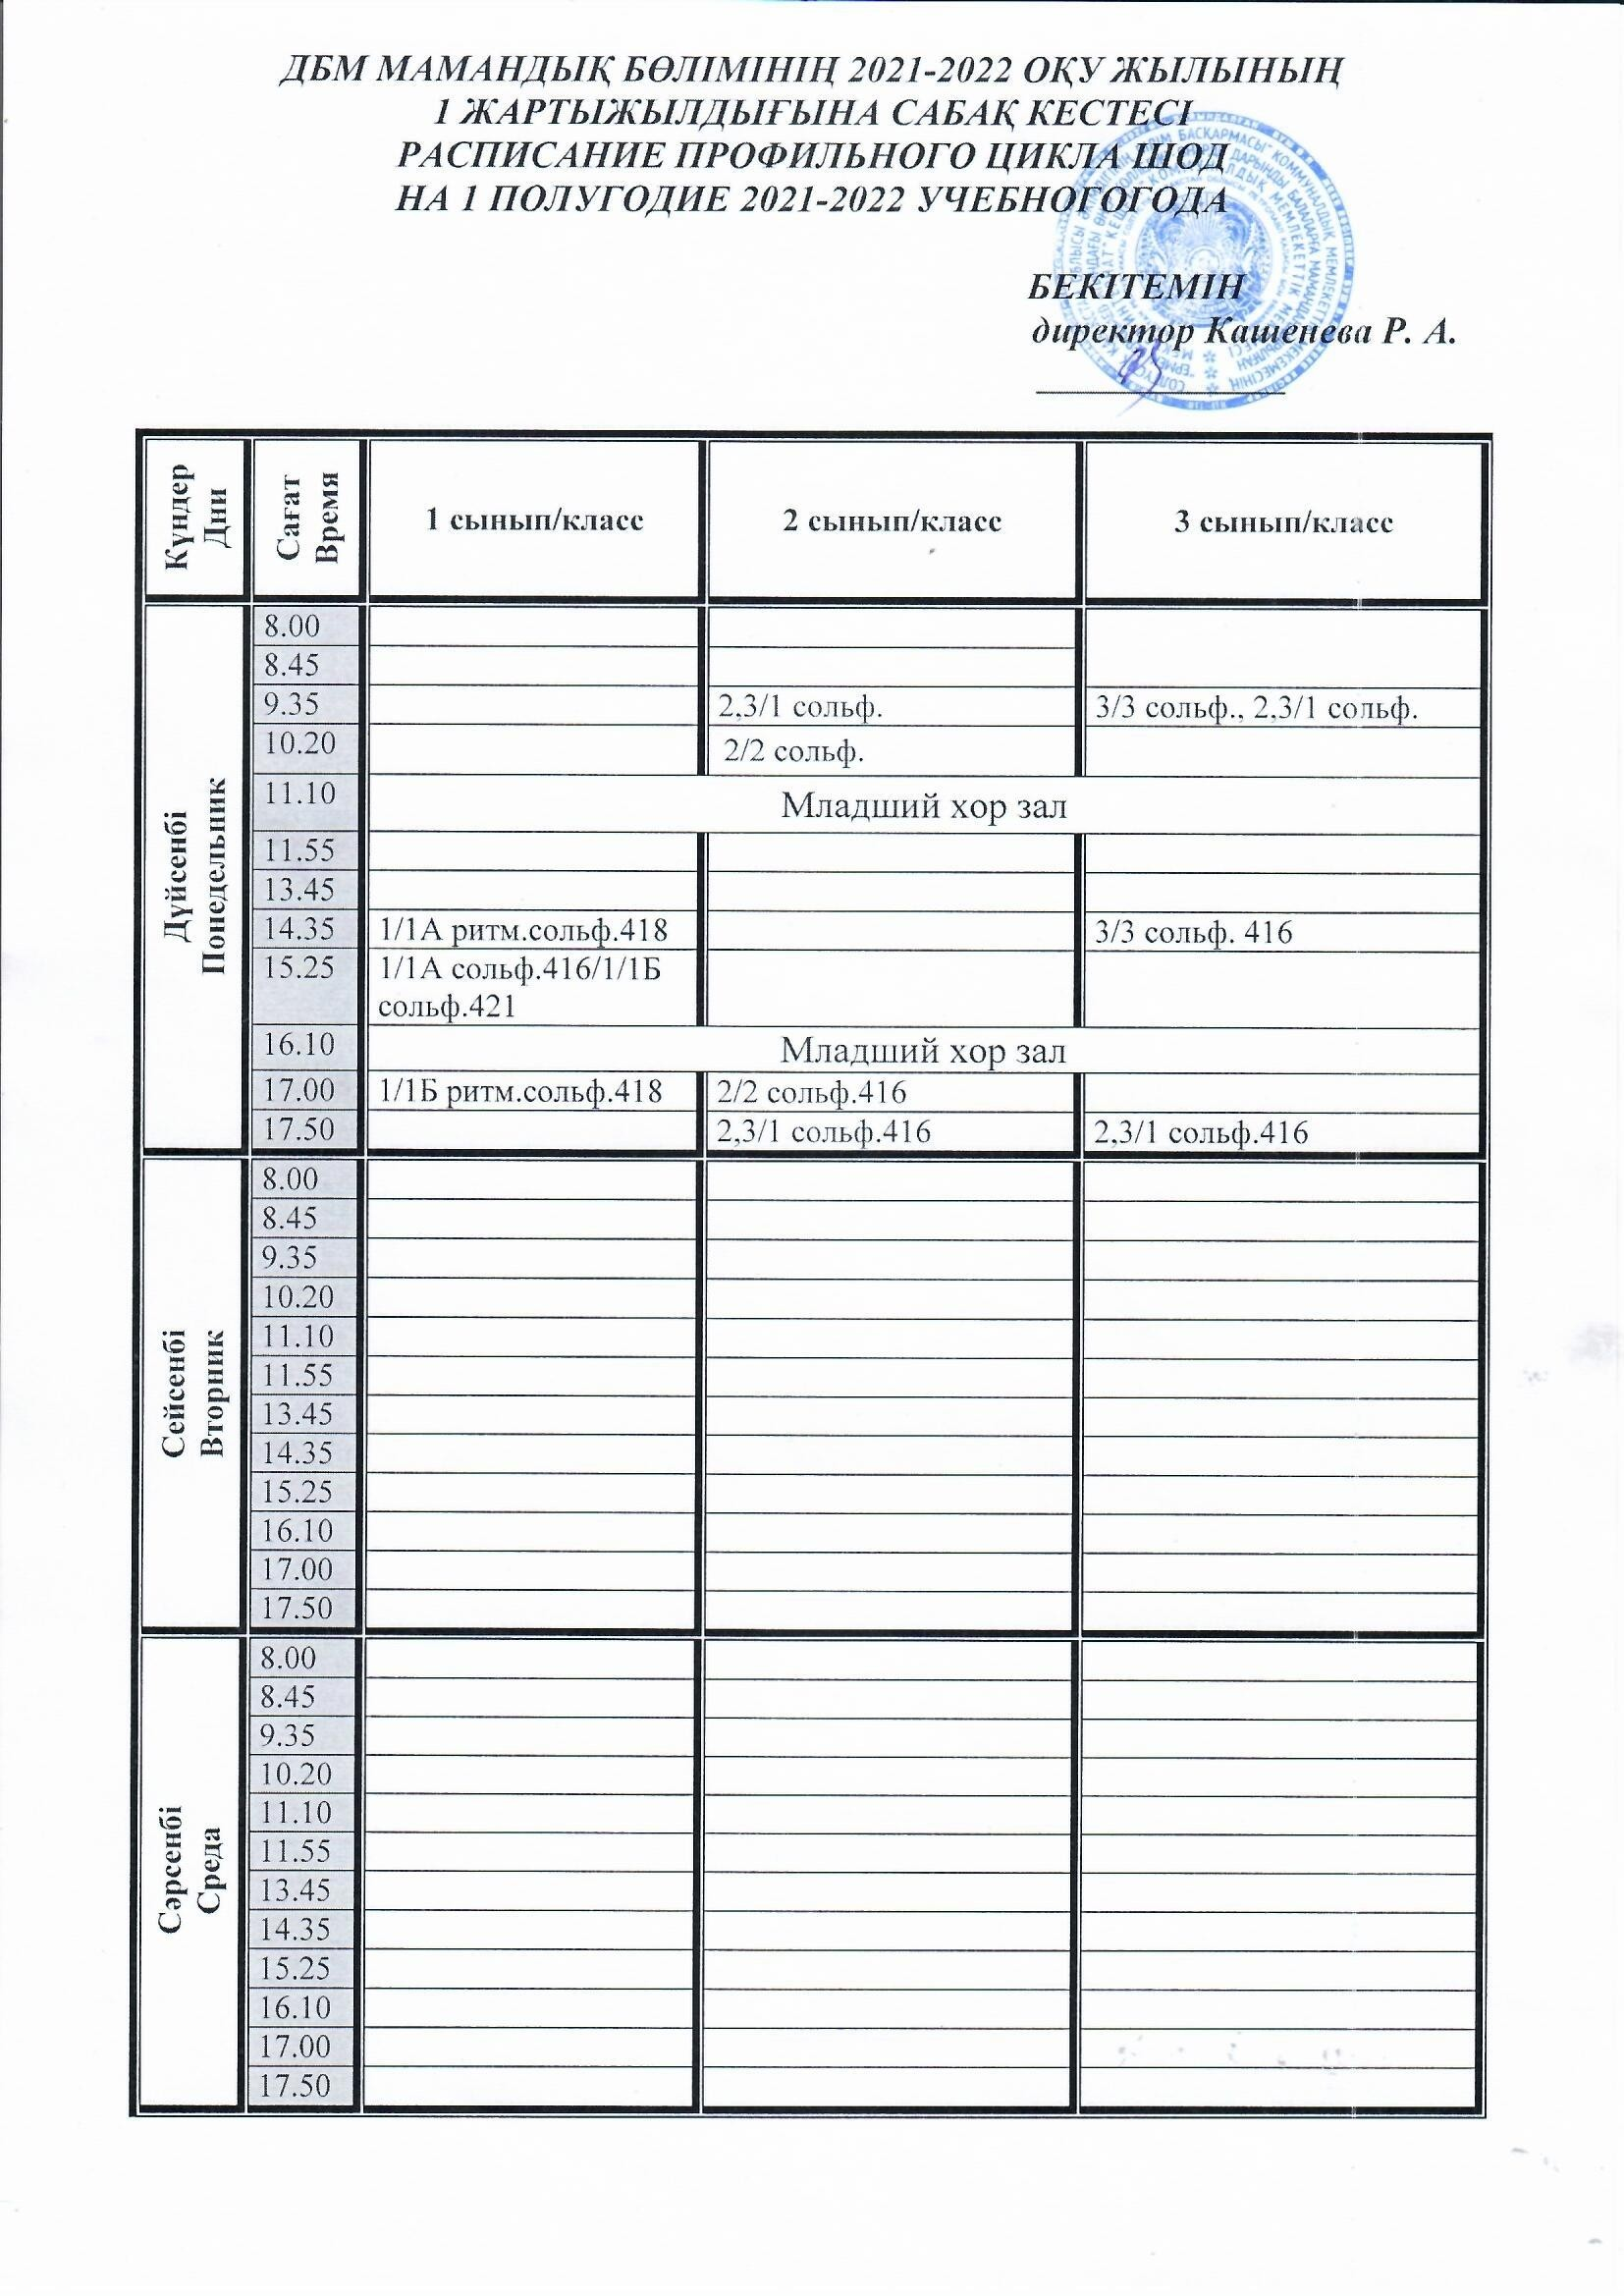 ДБМ МАМАНДЫҚ БӨЛІМІНІҢ 2021-2022 ОҚУ ЖЫЛЫНЫҢ
1 ЖАРТЫЖЫЛДЫҒЫНА САБАҚ КЕСТЕСІ
РАСПИСАНИЕ ПРОФИЛЬНОГО ЦИКЛА ШОД
НА 1 ПОЛУГОДИЕ 2021-2022 УЧЕБНОГОГОДА
БЕКІТЕМІН
директор Кашенева Р. А.
Күндер
Дни
Сағат
Время
1 сынып/класс
2 сынып/класс
3 сынып/класс
Дүйсенбі
Понедельник
8.00
8.45
9.35 2,3/1 сольф. 3/3 сольф., 2,3/1 сольф.
10.20 2/2 сольф.
11.10 Младший хор зал
11.55
13.45
14.35 1/1А ритм.сольф.418 3/3 сольф. 416
15.25 1/1А сольф.416/1/1Б
сольф.421
16.10 Младший хор зал
17.00 1/1Б ритм.сольф.418 2/2 сольф.416
17.50 2,3/1 сольф.416 2,3/1 сольф.416
Сейсенбі
Вторник
8.00
8.45
9.35
10.20
11.10
11.55
13.45
14.35
15.25
16.10
17.00
17.50
Сәрсенбі
Среда
8.00
8.45
9.35
10.20
11.10
11.55
13.45
14.35
15.25
16.10
17.00
17.50